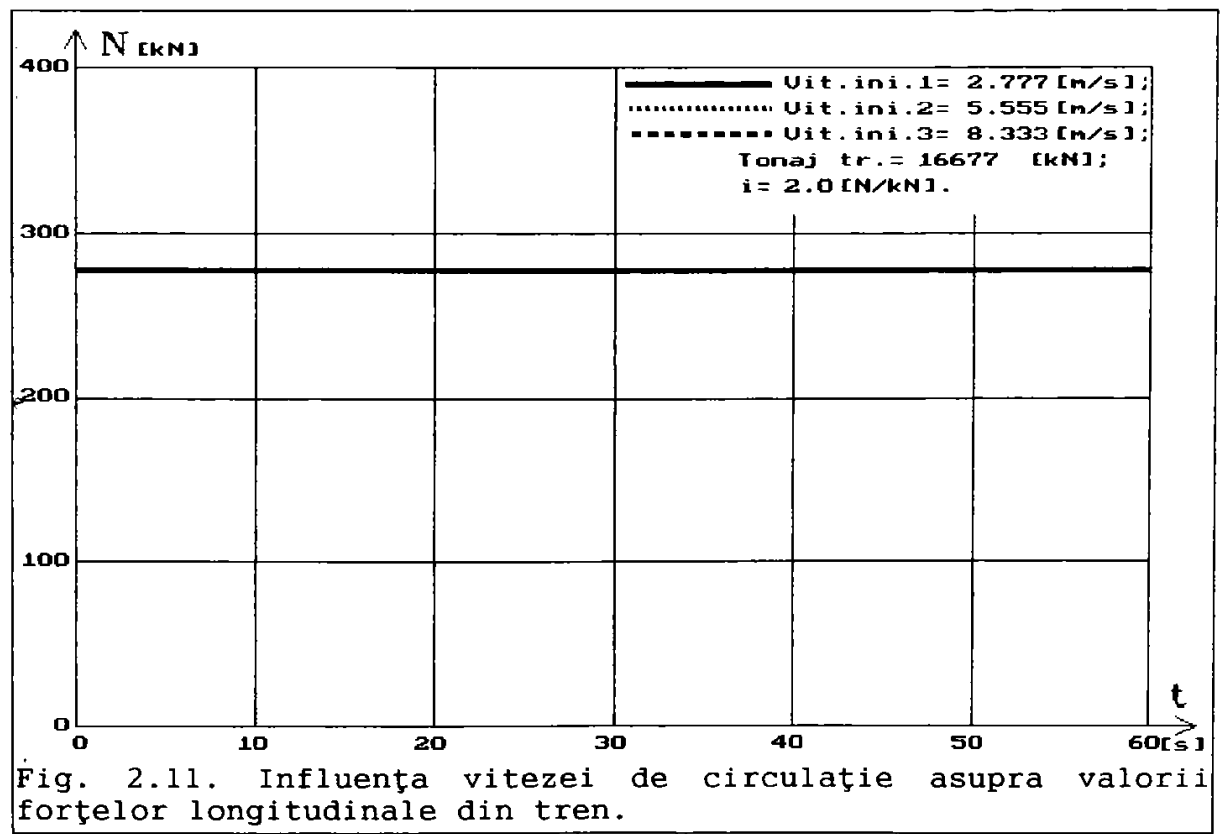 N [kN]
400
Vit.ini.1= 2.777[m/s];
Vit.ini.2= 5.555[m/s];
Vit.ini.3= 8.333[m/s];
Tonaj tr.= 16677 [kN];
i= 2.0[N/kN].
300
200
100
0
t
0 10 20 30 40 50 60[s]
Fig. 2.11. Influenţa vitezei de circulaţie asupra valorii
forţelor longitudinale din tren.